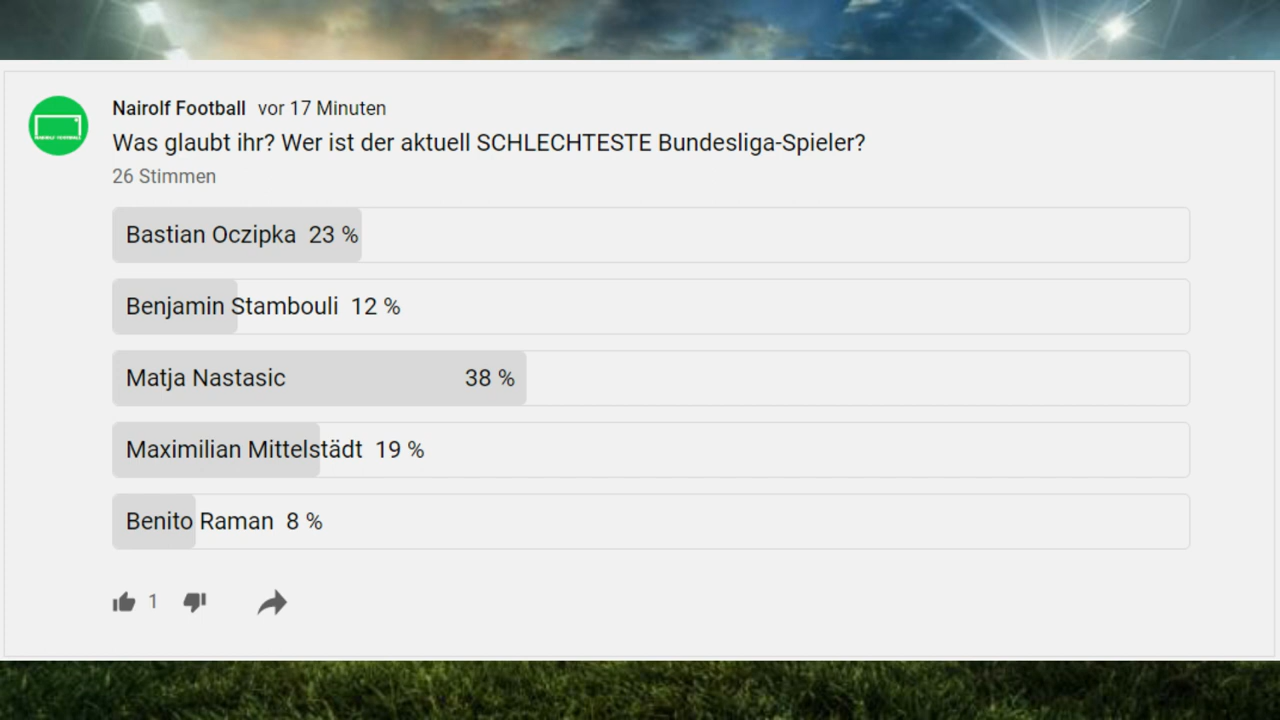 Nairolf Football vor 17 Minuten
Was glaubt ihr? Wer ist der aktuell SCHLECHTESTE Bundesliga-Spieler?
26 Stimmen
Bastian Oczipka 23 %
Benjamin Stambouli 12 %
Matja Nastasic 38 %
Maximilian Mittelstädt 19 %
Benito Raman 8 %
1